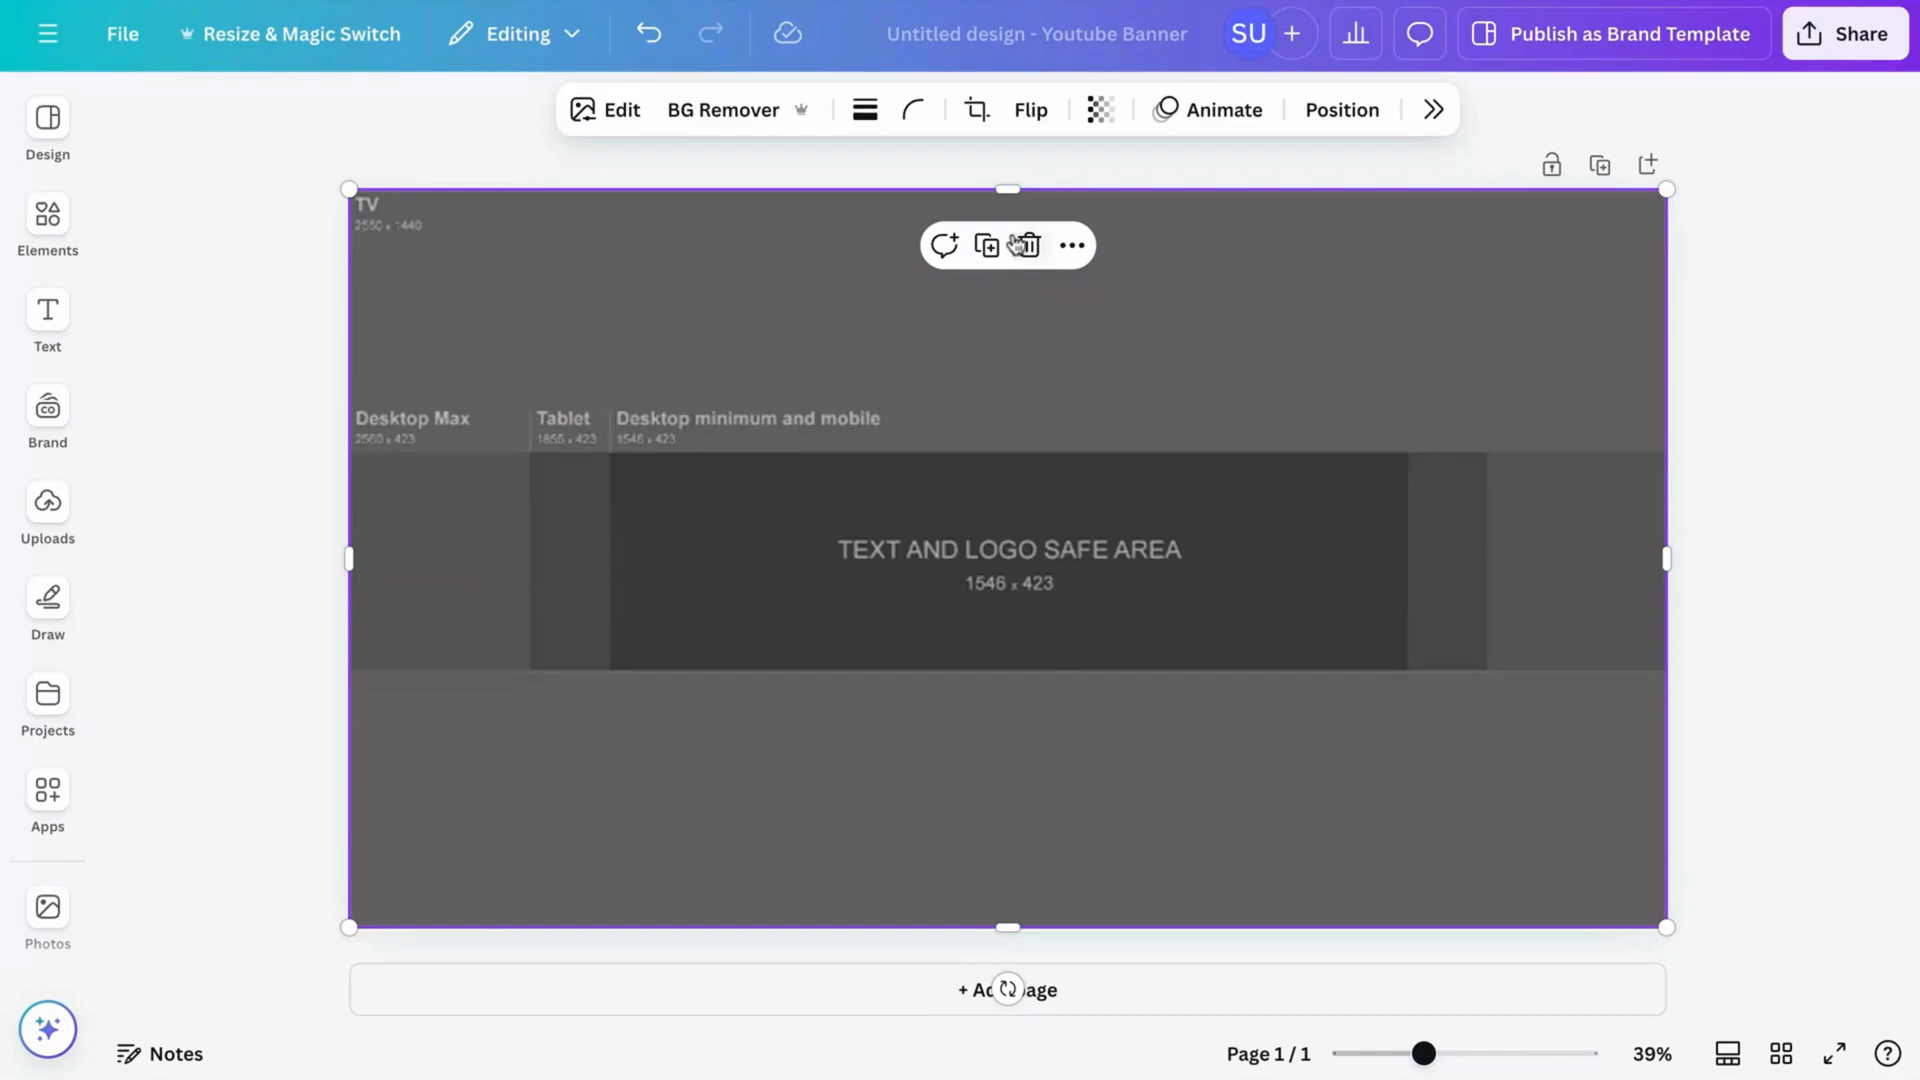 File
Resize & Magic Switch
Editing
Untitled design - Youtube Banner
SU
Publish as Brand Template
Share
Edit
BG Remover
Flip
Animate
Position
Design
Elements
Text
Brand
Uploads
Draw
Projects
Apps
Photos
TV
2560 x 1440
Desktop Max
2560 x 423
Tablet
1855 x 423
Desktop minimum and mobile
1546 x 423
TEXT AND LOGO SAFE AREA
1546 x 423
Notes
Page 1 / 1
39%